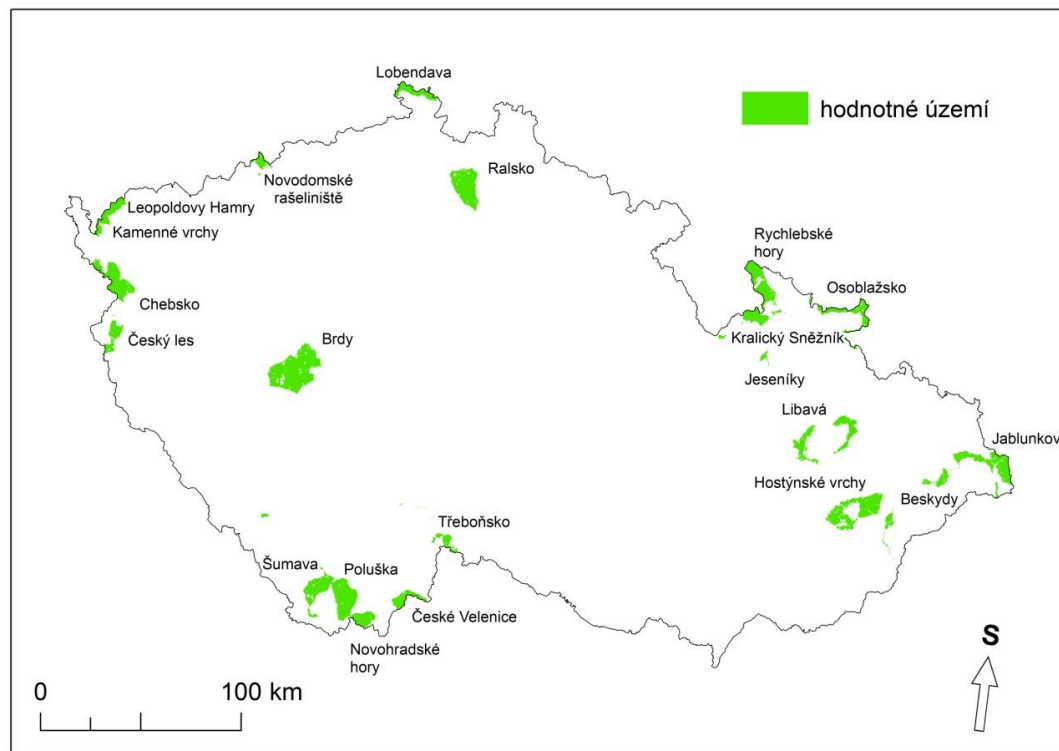 Lobendava
hodnotné území
Novodomské
rašeliniště
Ralsko
Leopoldovy Hamry
Kamenné vrchy
Rychlebské
hory
Osoblažsko
Chebsko
Český les
Brdy
Kralický Sněžník
Jeseníky
Libavá
Jablunkov
Hostýnské vrchy
Beskydy
Třeboňsko
Šumava
Poluška
České Velenice
Novohradské
hory
S
0
100 km